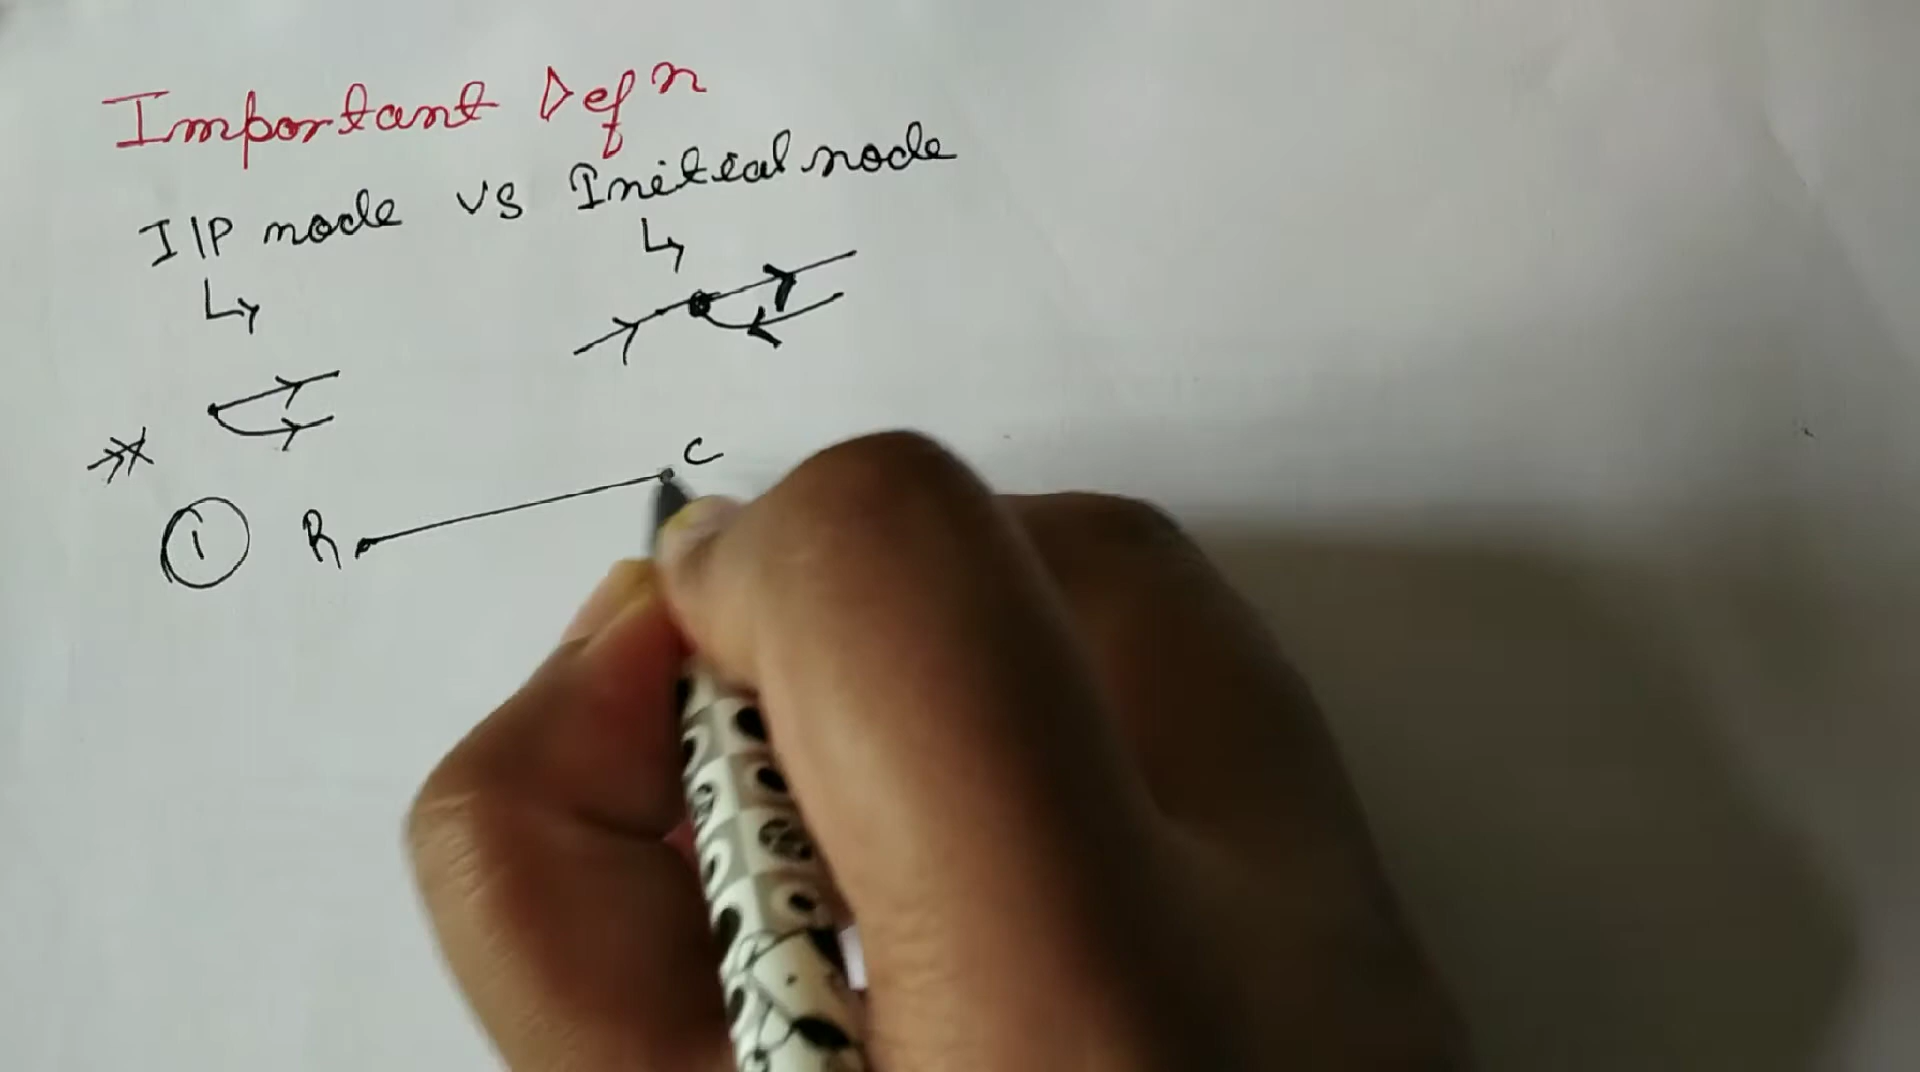 Important Defn
I/P node vs Initial node
C
① R